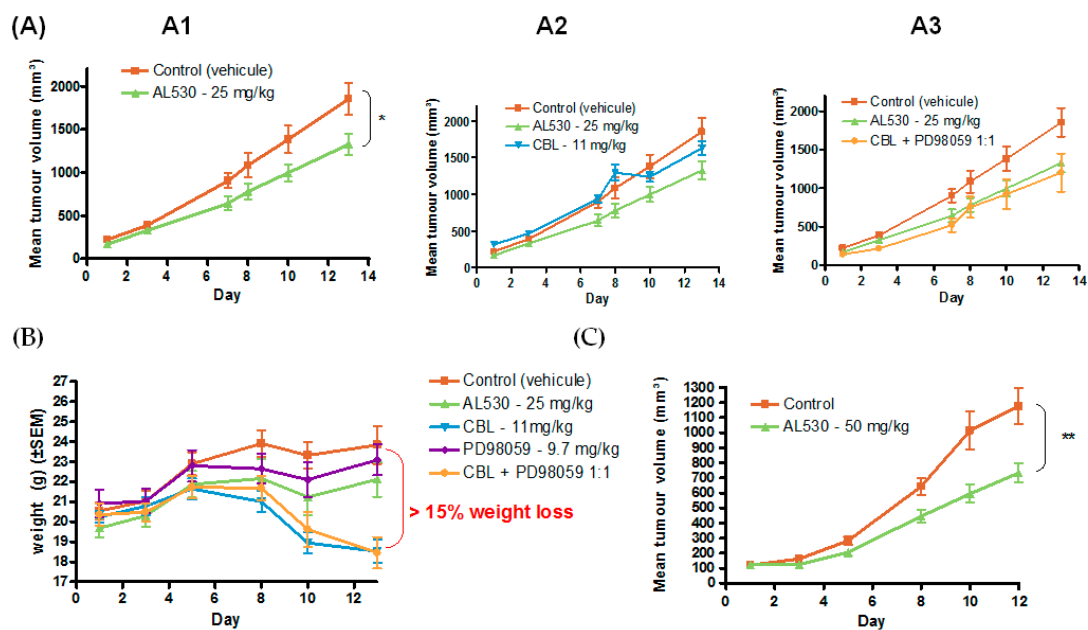 (A) A1 A2 A3
Mean tumour volume (mm³)
Control (vehicule)
AL530 - 25 mg/kg
2000
1500
1000
500
0
*
0 2 4 6 8 10 12 14
Day
Mean tumour volume (mm³)
Control (vehicule)
AL530 - 25 mg/kg
CBL - 11 mg/kg
2000
1500
1000
500
0
0 2 4 6 8 10 12 14
Day
Mean tumour volume (mm³)
Control (vehicule)
AL530 - 25 mg/kg
CBL + PD98059 1:1
2000
1500
1000
500
0
0 2 4 6 8 10 12 14
Day
(B)
weight (g) (±SEM)
27
26
25
24
23
22
21
20
19
18
17
0 2 4 6 8 10 12
Day
Control (vehicule)
AL530 - 25 mg/kg
CBL - 11mg/kg
PD98059 - 9.7 mg/kg
CBL + PD98059 1:1
> 15% weight loss
(C)
Mean tumour volume (mm³)
Control
AL530 - 50 mg/kg
1300
1200
1100
1000
900
800
700
600
500
400
300
200
100
0
**
0 2 4 6 8 10 12
Day